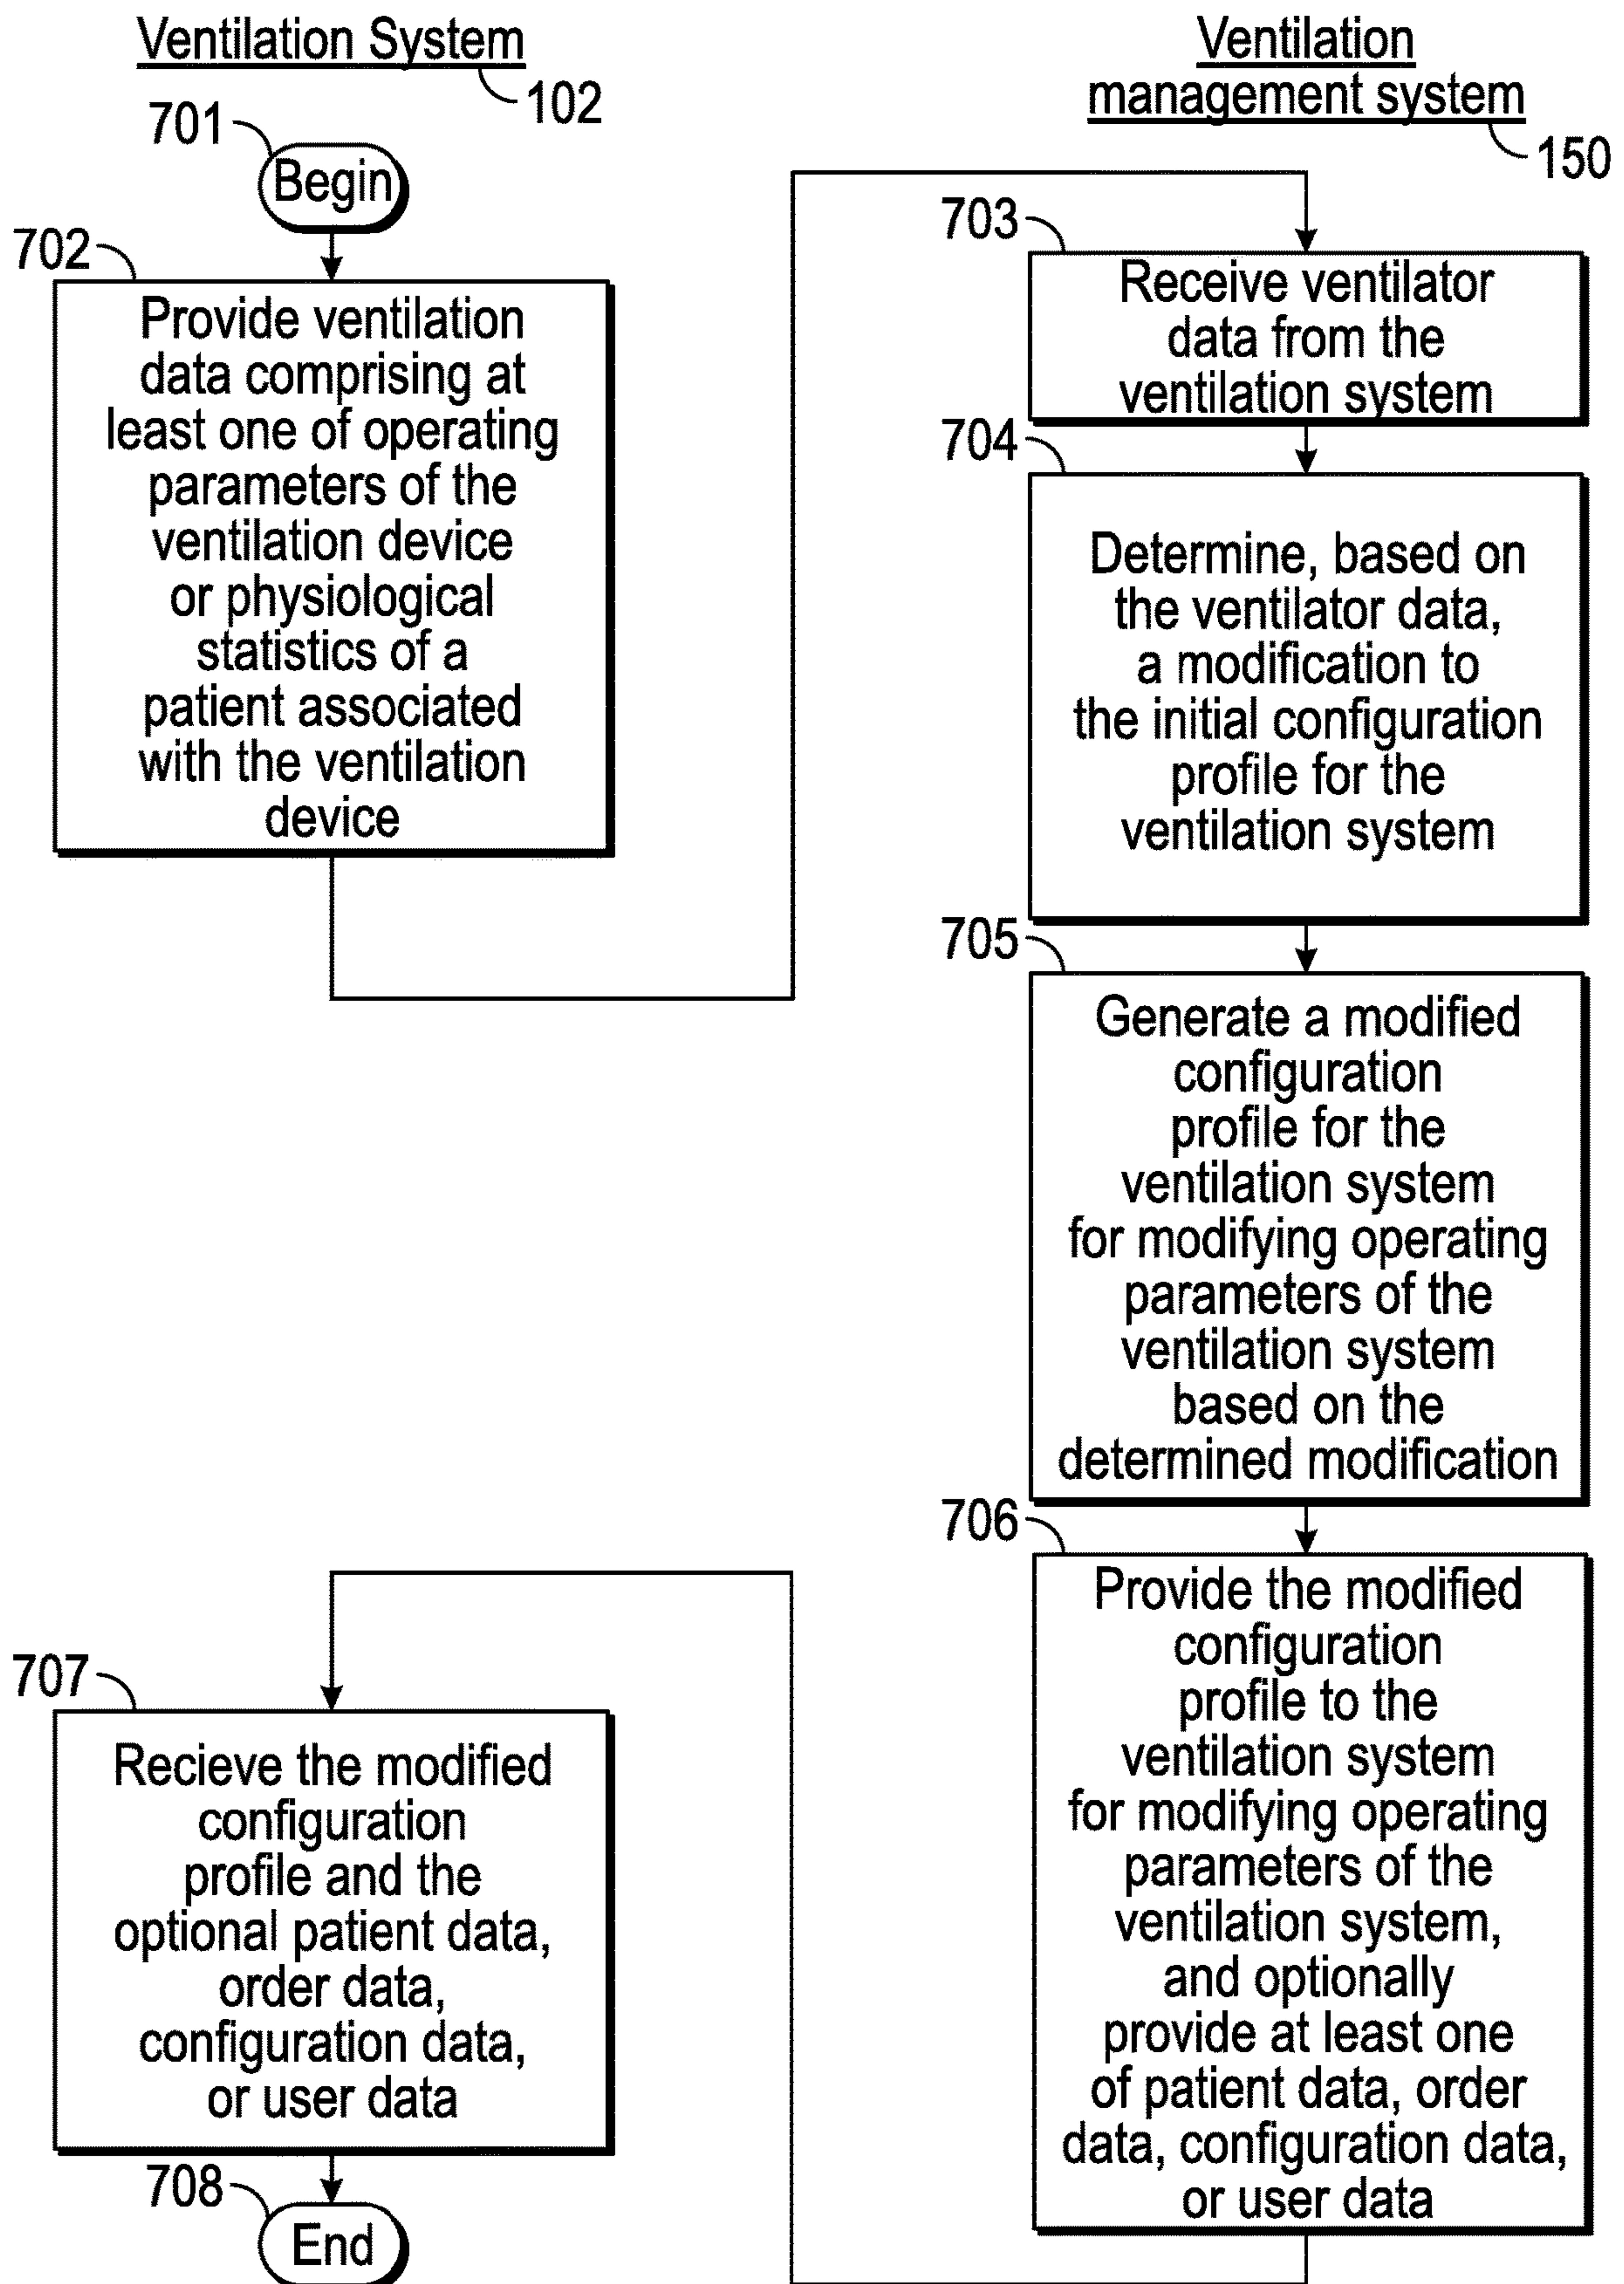 Ventilation System
102
701
Begin
702
Provide ventilation
data comprising at
least one of operating
parameters of the
ventilation device
or physiological
statistics of a
patient associated
with the ventilation
device
Ventilation
management system
150
703
Receive ventilator
data from the
ventilation system
704
Determine, based on
the ventilator data,
a modification to
the initial configuration
profile for the
ventilation system
705
Generate a modified
configuration
profile for the
ventilation system
for modifying operating
parameters of the
ventilation system
based on the
determined modification
706
Provide the modified
configuration
profile to the
ventilation system
for modifying operating
parameters of the
ventilation system,
and optionally
provide at least one
of patient data, order
data, configuration data,
or user data
707
Recieve the modified
configuration
profile and the
optional patient data,
order data,
configuration data,
or user data
708
End